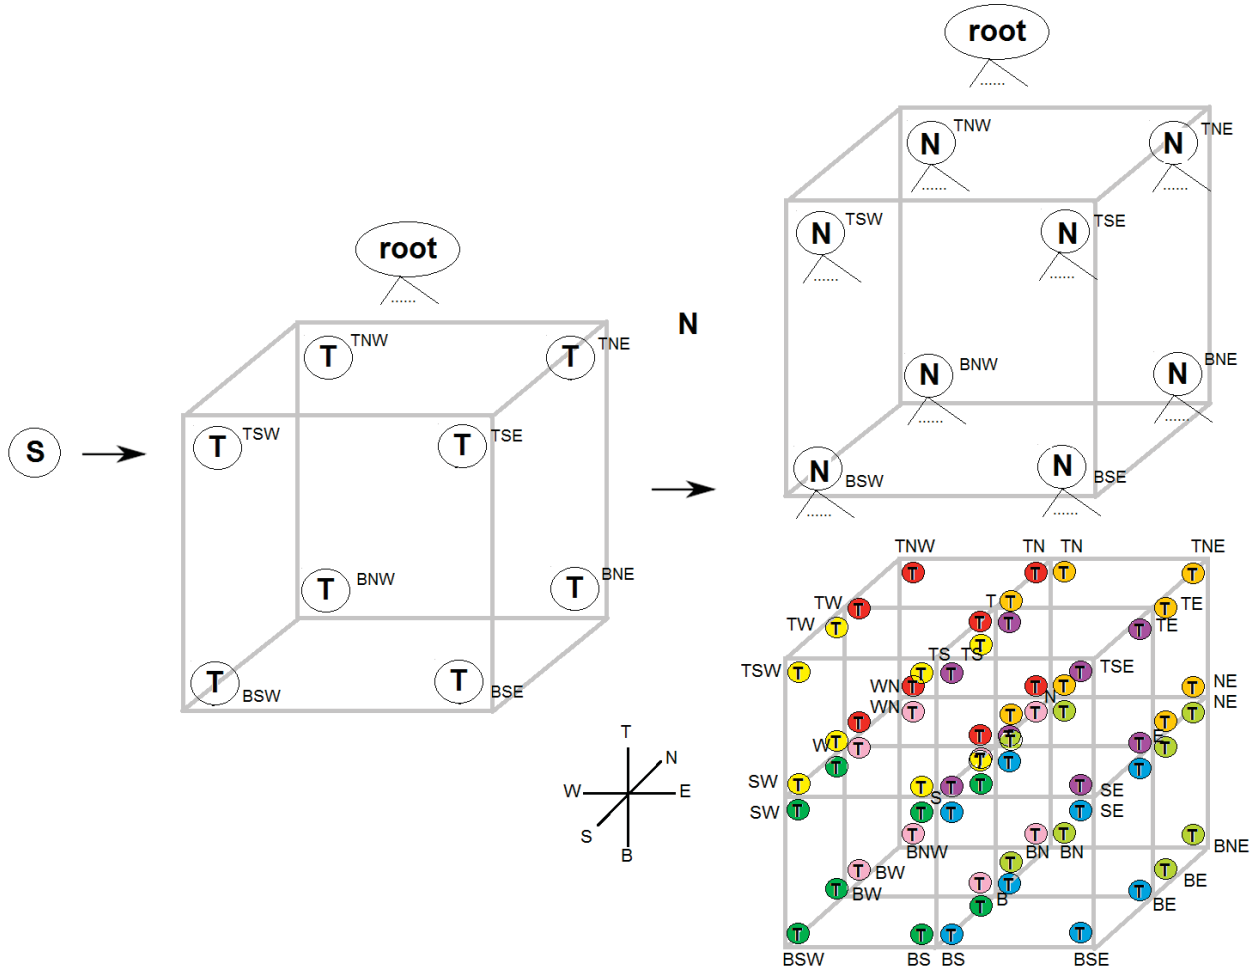 root
......
N TNW
......
N TNE
......
N TSW
......
N TSE
......
N BNW
......
N BNE
......
N BSW
......
N BSE
......
root
......
N
S
T TNW
T TNE
T TSW
T TSE
T BNW
T BNE
T BSW
T BSE
T
N
W E
S
B
TNW TN TN TNE
T T T T
TW T T T T TE
TW T T T T TE
T
TS TS
TSW T T T T TSE
WN T T T T NE
WN T T N T T NE
T T T
W T T T T T E T
T T T T
SW T T T T T SE
SW T T S T T SE
T T T T
BNW BN BN BNE
T BW T T T BE
T BW T B T BE
T T T T
BSW BS BS BSE